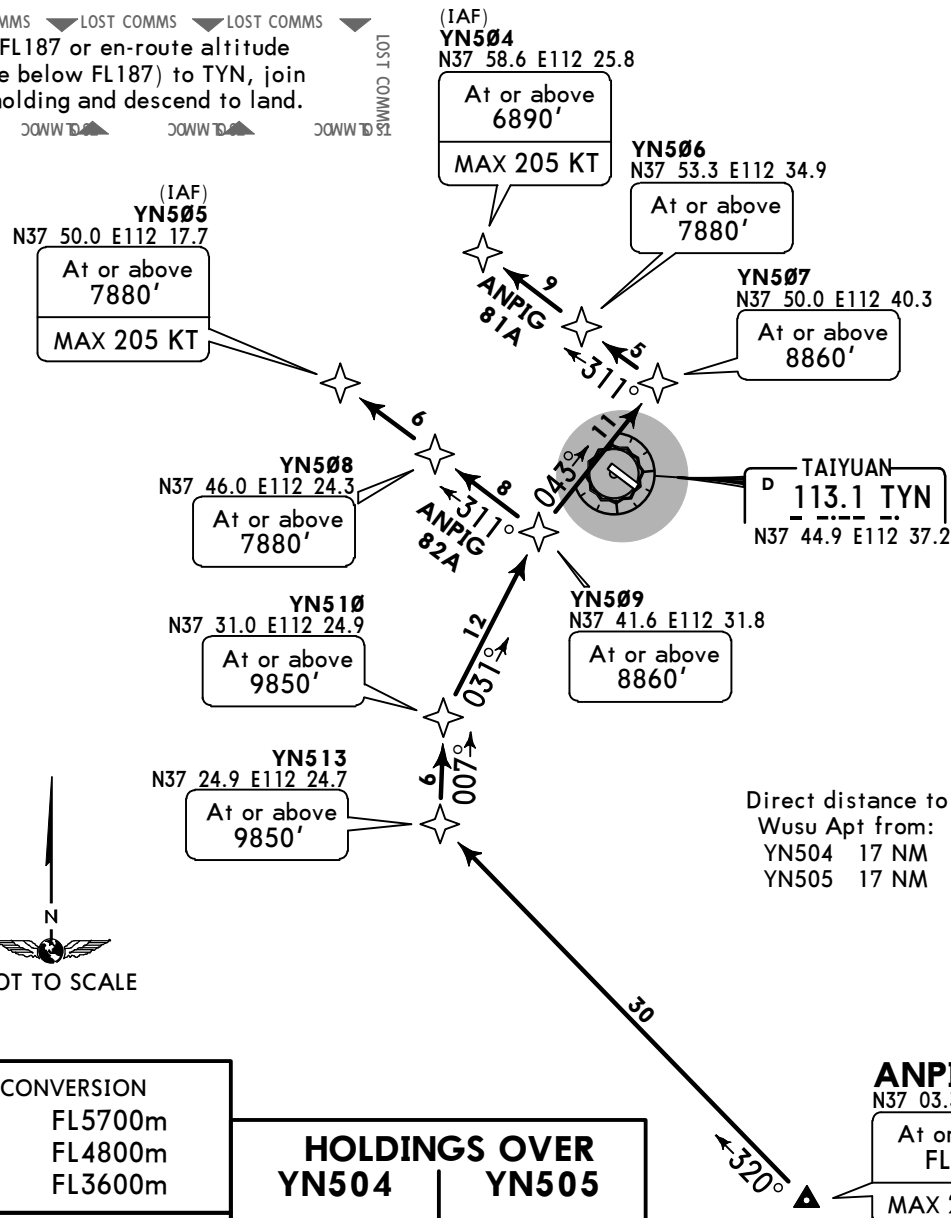 LOST COMMS LOST COMMS
LOST COMMS
FL187 or en-route altitude
below FL187) to TYN, join
holding and descend to land.
(IAF)
YN5Ø4
N37 58.6 E112 25.8
At or above
6890'
MAX 205 KT
YN5Ø6
N37 53.3 E112 34.9
At or above
7880'
(IAF)
YN5Ø5
N37 50.0 E112 17.7
At or above
7880'
MAX 205 KT
YN5Ø7
N37 50.0 E112 40.3
At or above
8860'
9
ANPIG
81A
5
311°
6
11
043°
TAIYUAN
D 113.1 TYN
N37 44.9 E112 37.2
YN5Ø8
N37 46.0 E112 24.3
At or above
7880'
8
311°
ANPIG
82A
YN5Ø9
N37 41.6 E112 31.8
At or above
8860'
YN51Ø
N37 31.0 E112 24.9
At or above
9850'
12
031°
YN513
N37 24.9 E112 24.7
At or above
9850'
6
007°
Direct distance to
Wusu Apt from:
YN504 17 NM
YN505 17 NM
N
NOT TO SCALE
30
320°
CONVERSION
FL5700m
FL4800m
FL3600m
HOLDINGS OVER
YN504 YN505
N37 03.
At or
FL
MAX